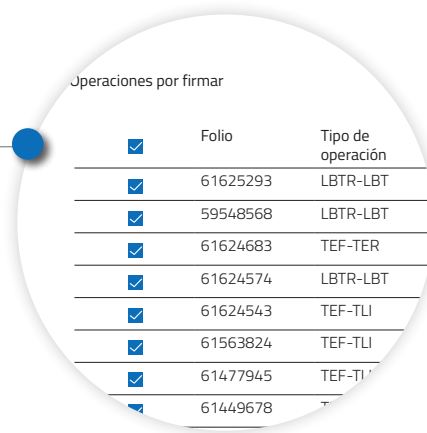 Operaciones por firmar
Folio Tipo de
operación
61625293 LBTR-LBT
59548568 LBTR-LBT
61624683 TEF-TER
61624574 LBTR-LBT
61624543 TEF-TLI
61563824 TEF-TLI
61477945
61449678